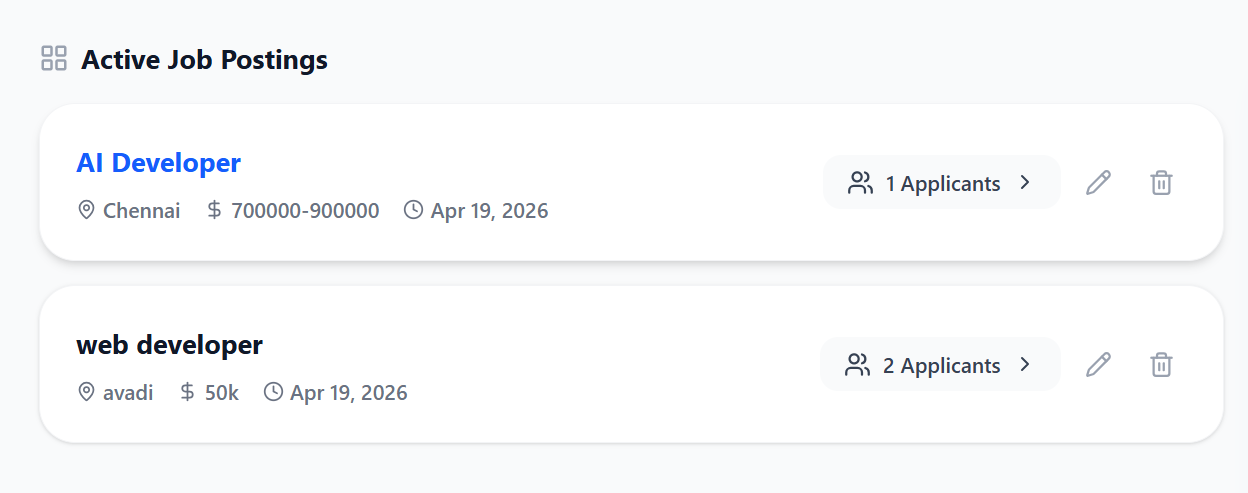 Active Job Postings
AI Developer
Chennai $ 700000-900000 Apr 19, 2026
1 Applicants
web developer
avadi $ 50k Apr 19, 2026
2 Applicants